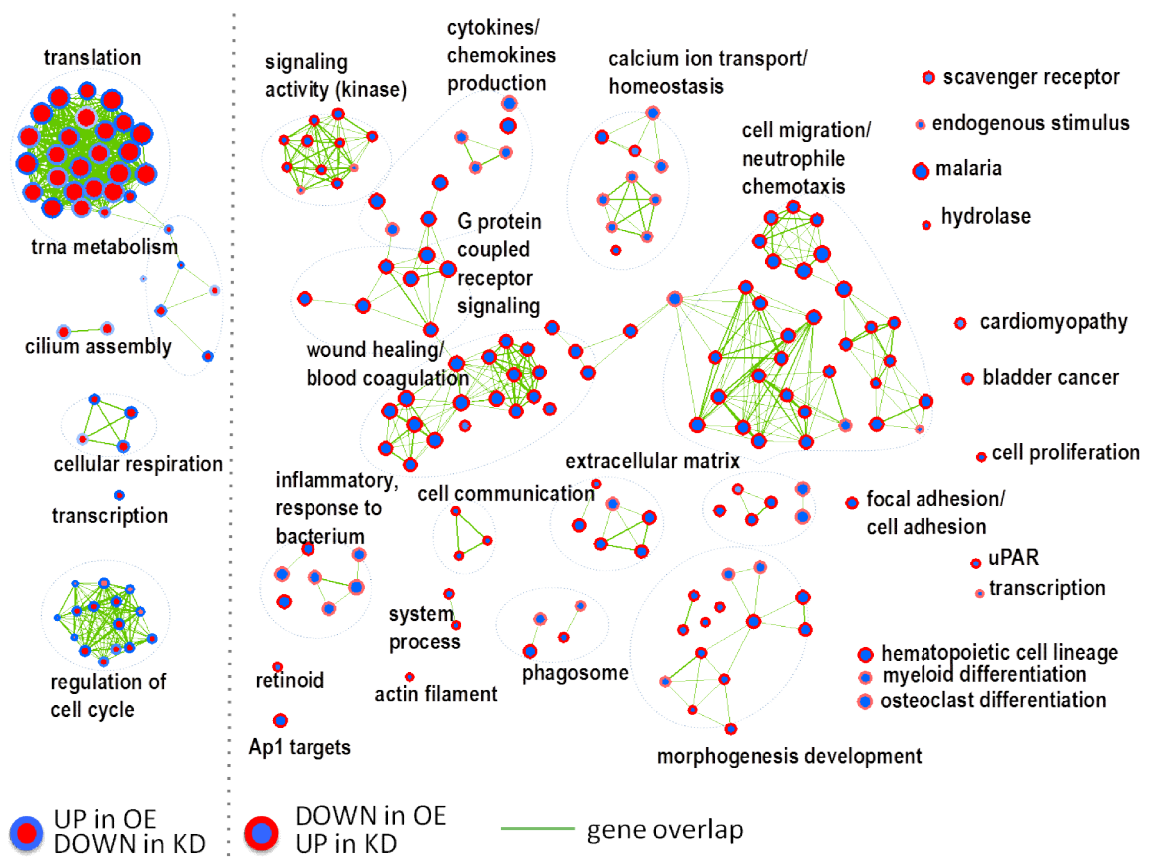 translation
trna metabolism
cilium assembly
cellular respiration
transcription
regulation of
cell cycle
signaling
activity (kinase)
cytokines/
chemokines
production
calcium ion transport/
homeostasis
cell migration/
neutrophile
chemotaxis
G protein
coupled
receptor
signaling
wound healing/
blood coagulation
inflammatory,
response to
bacterium
cell communication
extracellular matrix
focal adhesion/
cell adhesion
system
process
phagosome
retinoid
actin filament
Ap1 targets
morphogenesis development
scavenger receptor
endogenous stimulus
malaria
hydrolase
cardiomyopathy
bladder cancer
cell proliferation
uPAR
transcription
hematopoietic cell lineage
myeloid differentiation
osteoclast differentiation
UP in OE
DOWN in KD
DOWN in OE
UP in KD
gene overlap